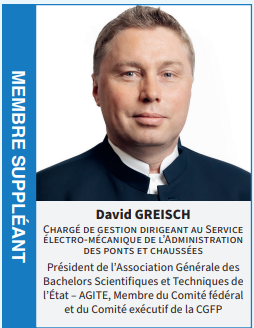 MEMBRE SUPPLÉANT
David GREISCH
CHARGÉ DE GESTION DIRIGEANT AU SERVICE
ÉLECTRO-MÉCANIQUE DE L'ADMINISTRATION
DES PONTS ET CHAUSSÉES
Président de l'Association Générale des
Bachelors Scientifiques et Techniques de
l'État – AGITE, Membre du Comité fédéral
et du Comité exécutif de la CGFP